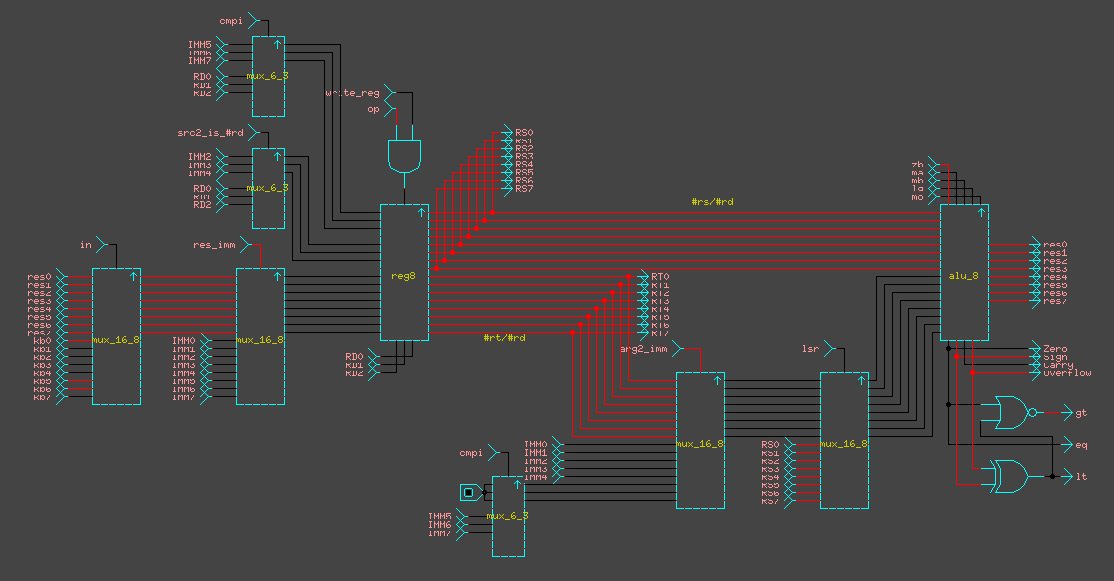 cmpi
IMM5
IMM6
IMM7
RD0
RD1
RD2
mux_6_3
write_reg
op
src2_is_#rd
IMM2
IMM3
IMM4
RD0
RD1
RD2
mux_6_3
RS0
RS1
RS2
RS3
RS4
RS5
RS6
RS7
#rs/#rd
zh
ma
mh
la
mo
in
res_imm
res0
res1
res2
res3
res4
res5
res6
res7
kb0
kb1
kb2
kb3
kb4
kb5
kb6
kb7
mux_16_8
IMM0
IMM1
IMM2
IMM3
IMM4
IMM5
IMM6
IMM7
mux_16_8
reg8
RD0
RD1
RD2
RT0
RT1
RT2
RT3
RT4
RT5
RT6
RT7
#rt/#rd
alu_8
res0
res1
res2
res3
res4
res5
res6
res7
Zero
Sign
Carry
Overflow
gt
eq
lt
arg2_imm
lsr
mux_16_8
mux_16_8
RS0
RS1
RS2
RS3
RS4
RS5
RS6
RS7
cmpi
IMM0
IMM1
IMM2
IMM3
IMM4
IMM5
IMM6
IMM7
mux_6_3